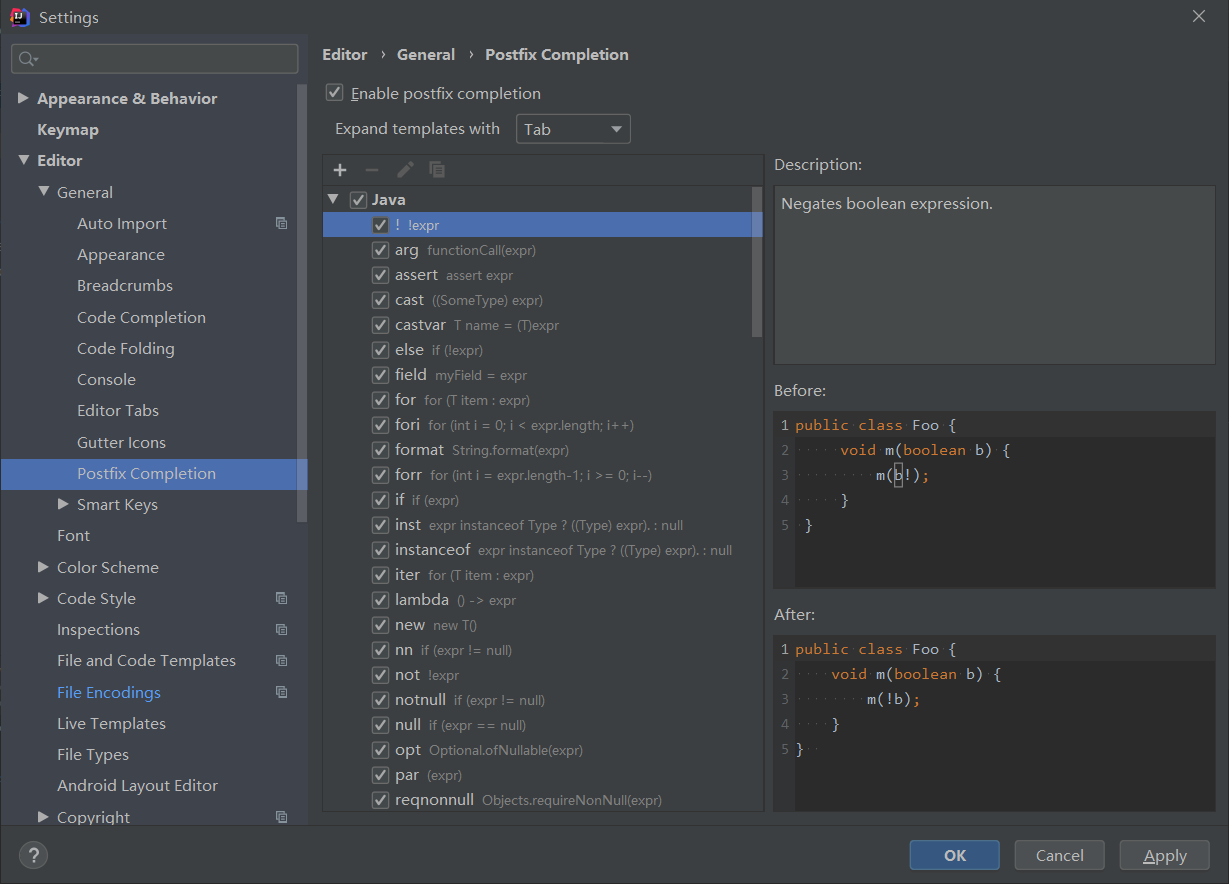 Settings
Appearance & Behavior
Keymap
Editor
General
Auto Import
Appearance
Breadcrumbs
Code Completion
Code Folding
Console
Editor Tabs
Gutter Icons
Postfix Completion
Smart Keys
Font
Color Scheme
Code Style
Inspections
File and Code Templates
File Encodings
Live Templates
File Types
Android Layout Editor
Copyright
Editor › General › Postfix Completion
Enable postfix completion
Expand templates with Tab
Java
! !expr
arg functionCall(expr)
assert assert expr
cast ((SomeType) expr)
castvar T name = (T)expr
else if (!expr)
field myField = expr
for for (T item : expr)
fori for (int i = 0; i < expr.length; i++)
format String.format(expr)
forr for (int i = expr.length-1; i >= 0; i--)
if if (expr)
inst expr instanceof Type ? ((Type) expr). : null
instanceof expr instanceof Type ? ((Type) expr). : null
iter for (T item : expr)
lambda () -> expr
new new T()
nn if (expr != null)
not !expr
notnull if (expr != null)
null if (expr == null)
opt Optional.ofNullable(expr)
par (expr)
reqnonnull Objects.requireNonNull(expr)
Description:
Negates boolean expression.
Before:
1 public class Foo {
2 void m(boolean b) {
3 m(b!);
4 }
5 }
After:
1 public class Foo {
2 void m(boolean b) {
3 m(!b);
4 }
5 }
? OK Cancel Apply